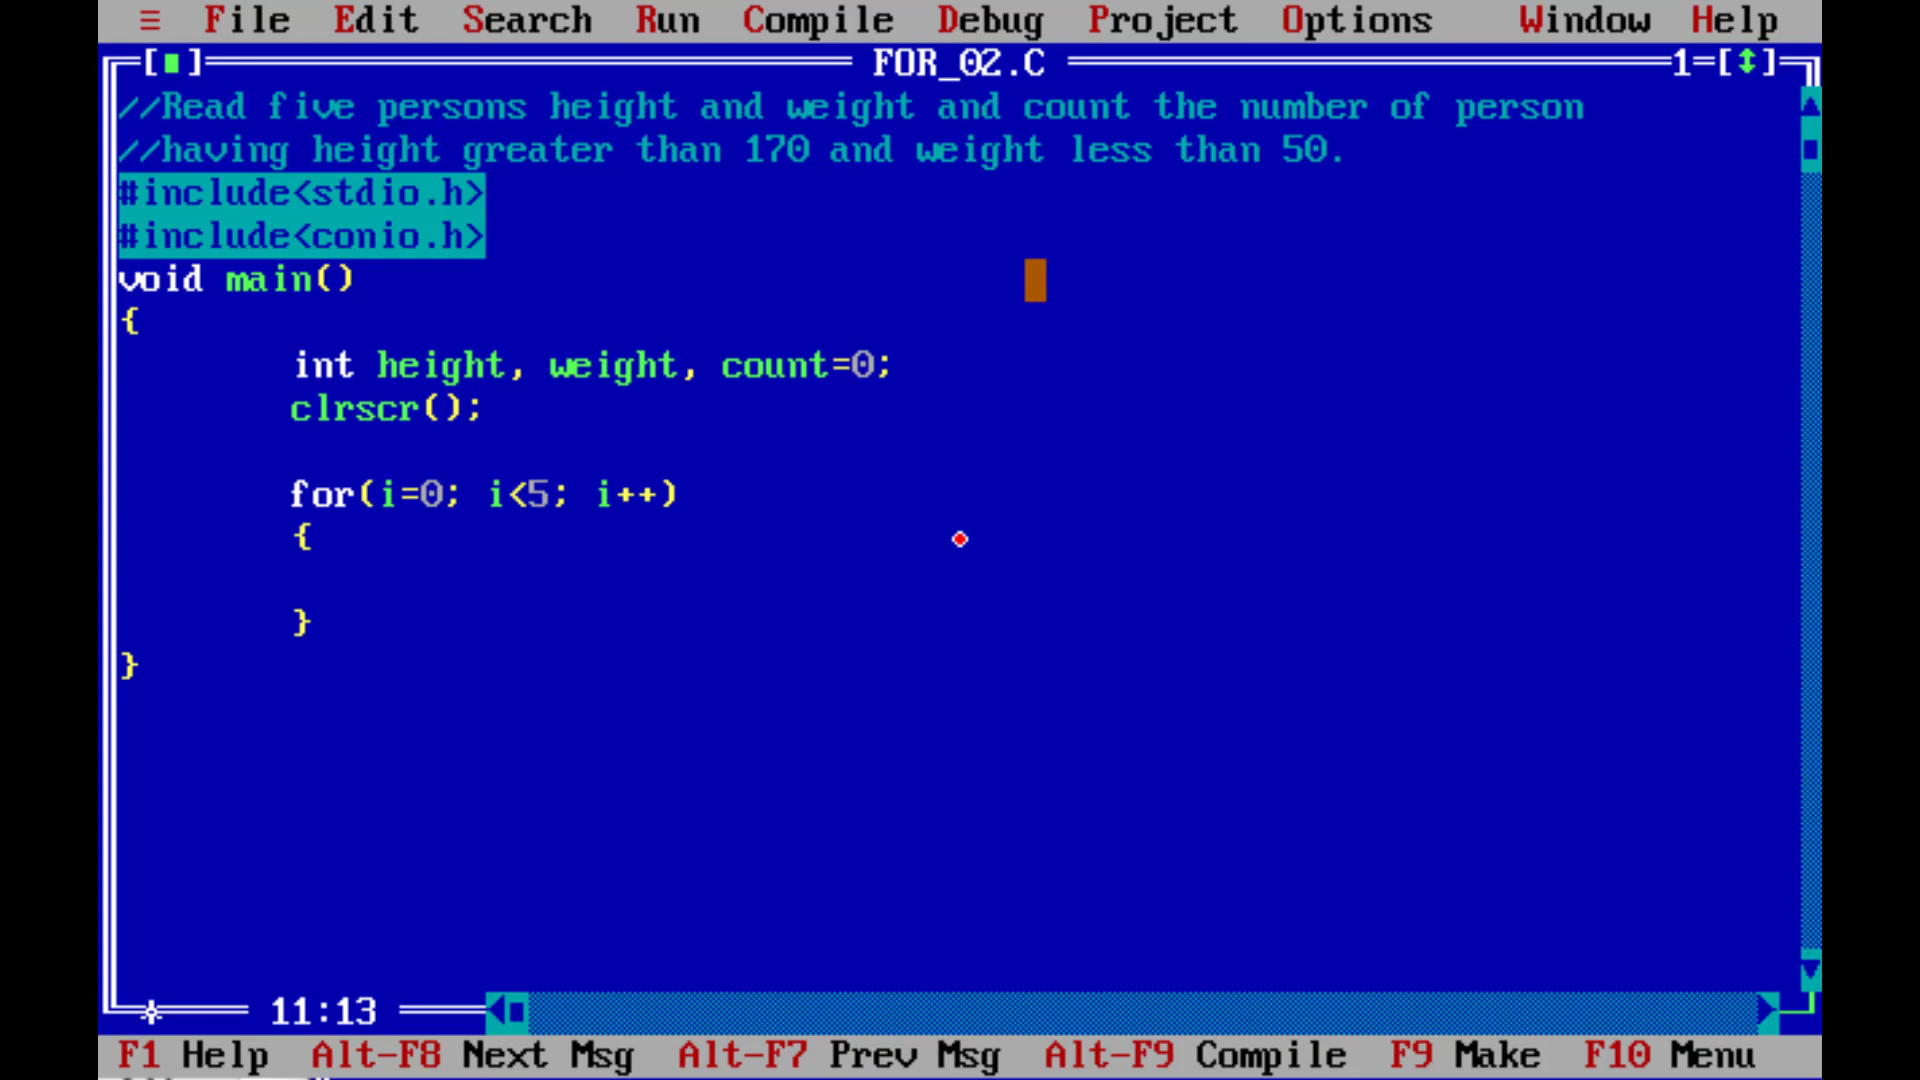 ≡ File Edit Search Run Compile Debug Project Options Window Help
[■] FOR_02.C 1=[↕]
//Read five persons height and weight and count the number of person
//having height greater than 170 and weight less than 50.
#include<stdio.h>
#include<conio.h>
void main()
{
int height, weight, count=0;
clrscr();
for(i=0; i<5; i++)
{
}
}
11:13
F1 Help Alt-F8 Next Msg Alt-F7 Prev Msg Alt-F9 Compile F9 Make F10 Menu